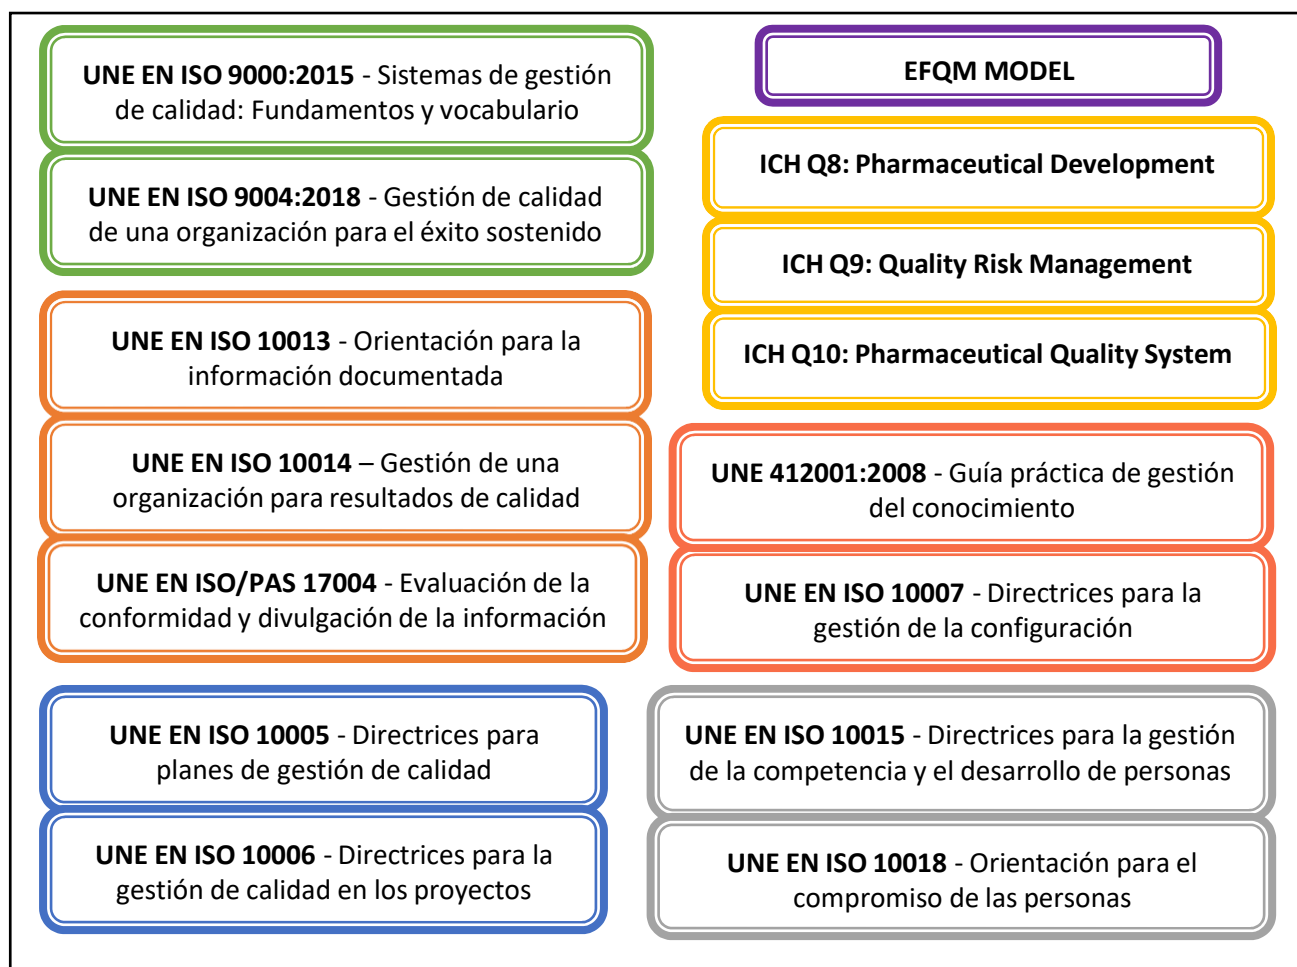 UNE EN ISO 9000:2015 - Sistemas de gestión
de calidad: Fundamentos y vocabulario
UNE EN ISO 9004:2018 - Gestión de calidad
de una organización para el éxito sostenido
UNE EN ISO 10013 - Orientación para la
información documentada
UNE EN ISO 10014 – Gestión de una
organización para resultados de calidad
UNE EN ISO/PAS 17004 - Evaluación de la
conformidad y divulgación de la información
UNE EN ISO 10005 - Directrices para
planes de gestión de calidad
UNE EN ISO 10006 - Directrices para la
gestión de calidad en los proyectos
EFQM MODEL
ICH Q8: Pharmaceutical Development
ICH Q9: Quality Risk Management
ICH Q10: Pharmaceutical Quality System
UNE 412001:2008 - Guía práctica de gestión
del conocimiento
UNE EN ISO 10007 - Directrices para la
gestión de la configuración
UNE EN ISO 10015 - Directrices para la gestión
de la competencia y el desarrollo de personas
UNE EN ISO 10018 - Orientación para el
compromiso de las personas